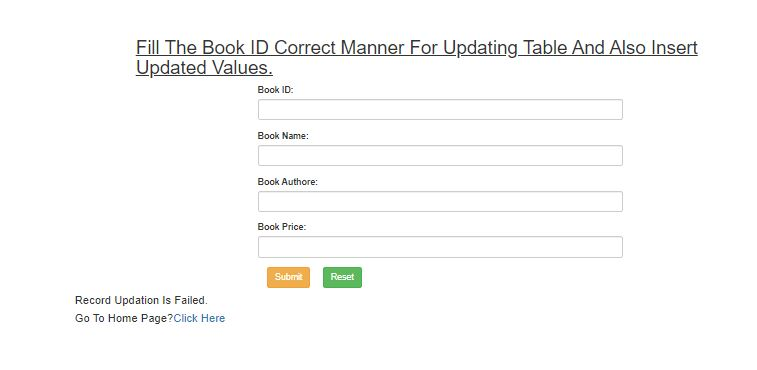 Fill The Book ID Correct Manner For Updating Table And Also Insert
Updated Values.
Book ID:
Book Name:
Book Authore:
Book Price:
Submit Reset
Record Updation Is Failed.
Go To Home Page?Click Here